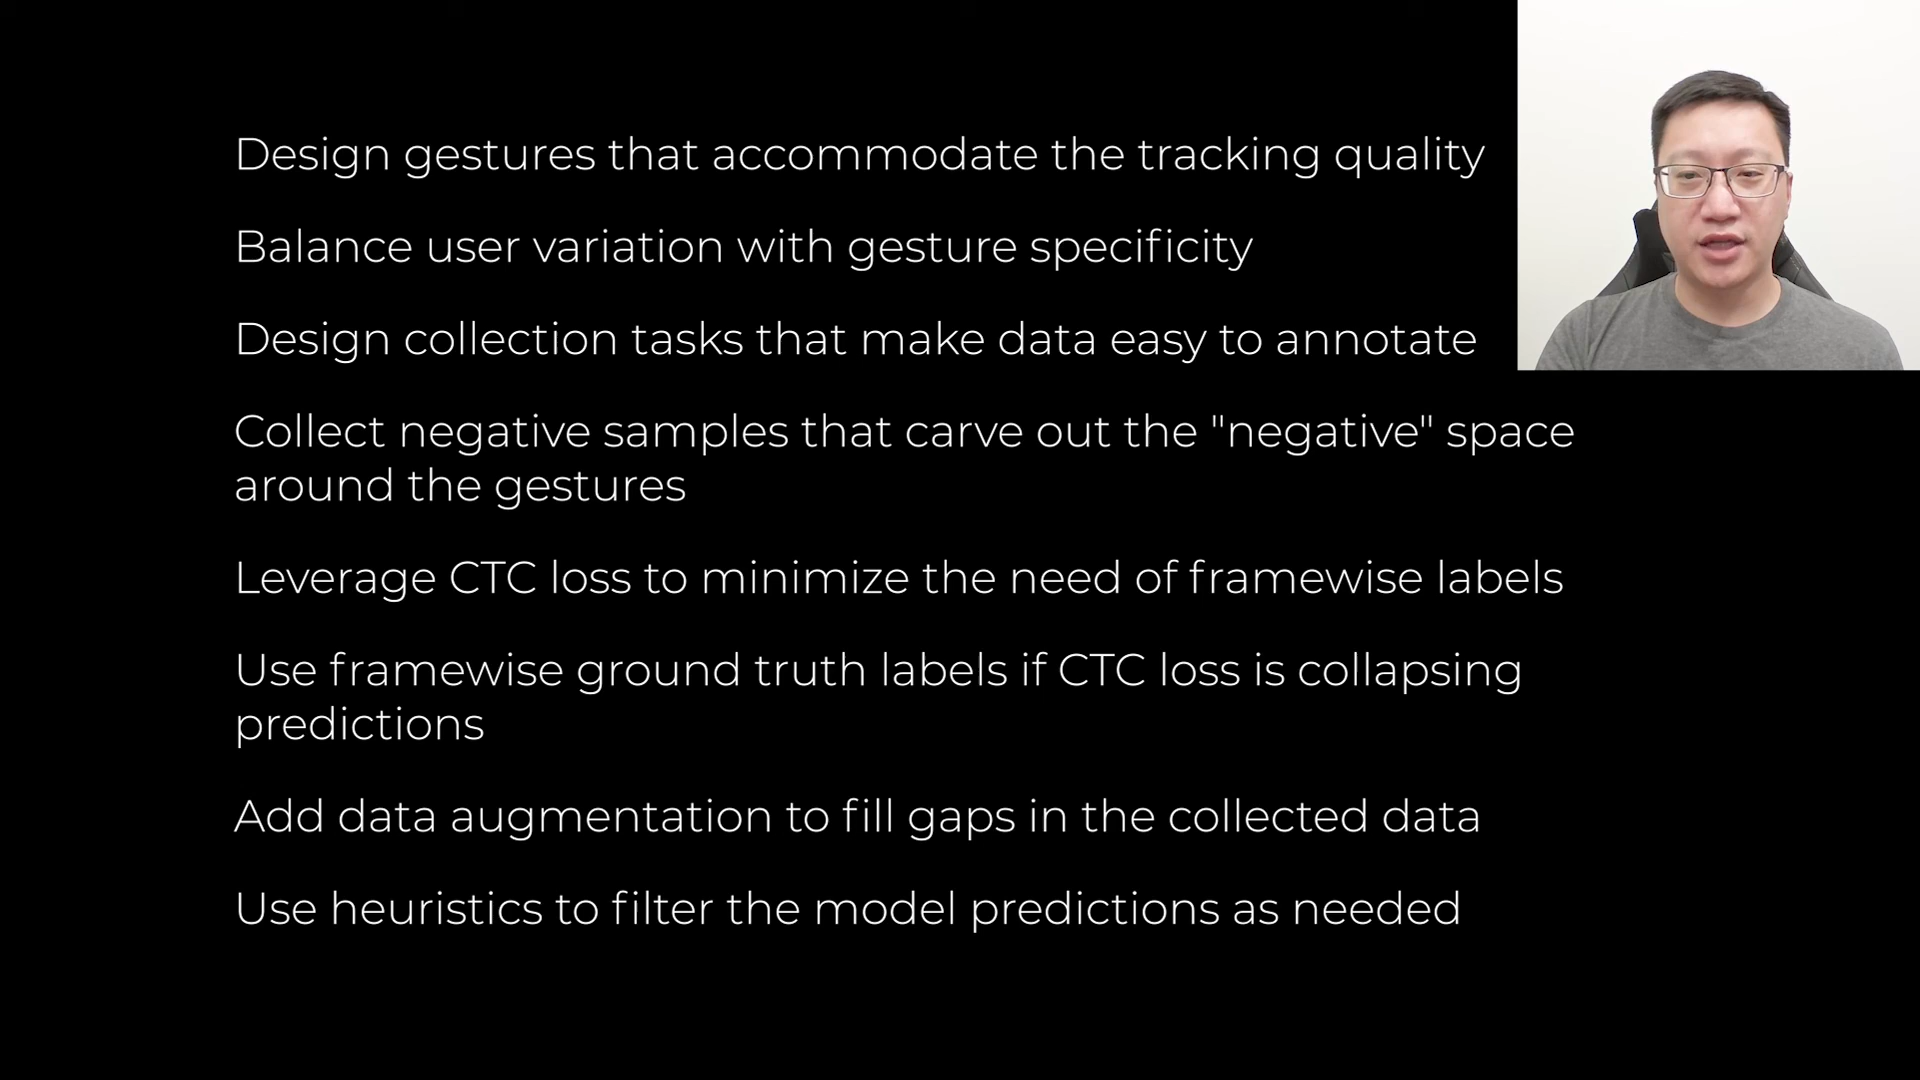 Design gestures that accommodate the tracking quality
Balance user variation with gesture specificity
Design collection tasks that make data easy to annotate
Collect negative samples that carve out the "negative" space
around the gestures
Leverage CTC loss to minimize the need of framewise labels
Use framewise ground truth labels if CTC loss is collapsing
predictions
Add data augmentation to fill gaps in the collected data
Use heuristics to filter the model predictions as needed